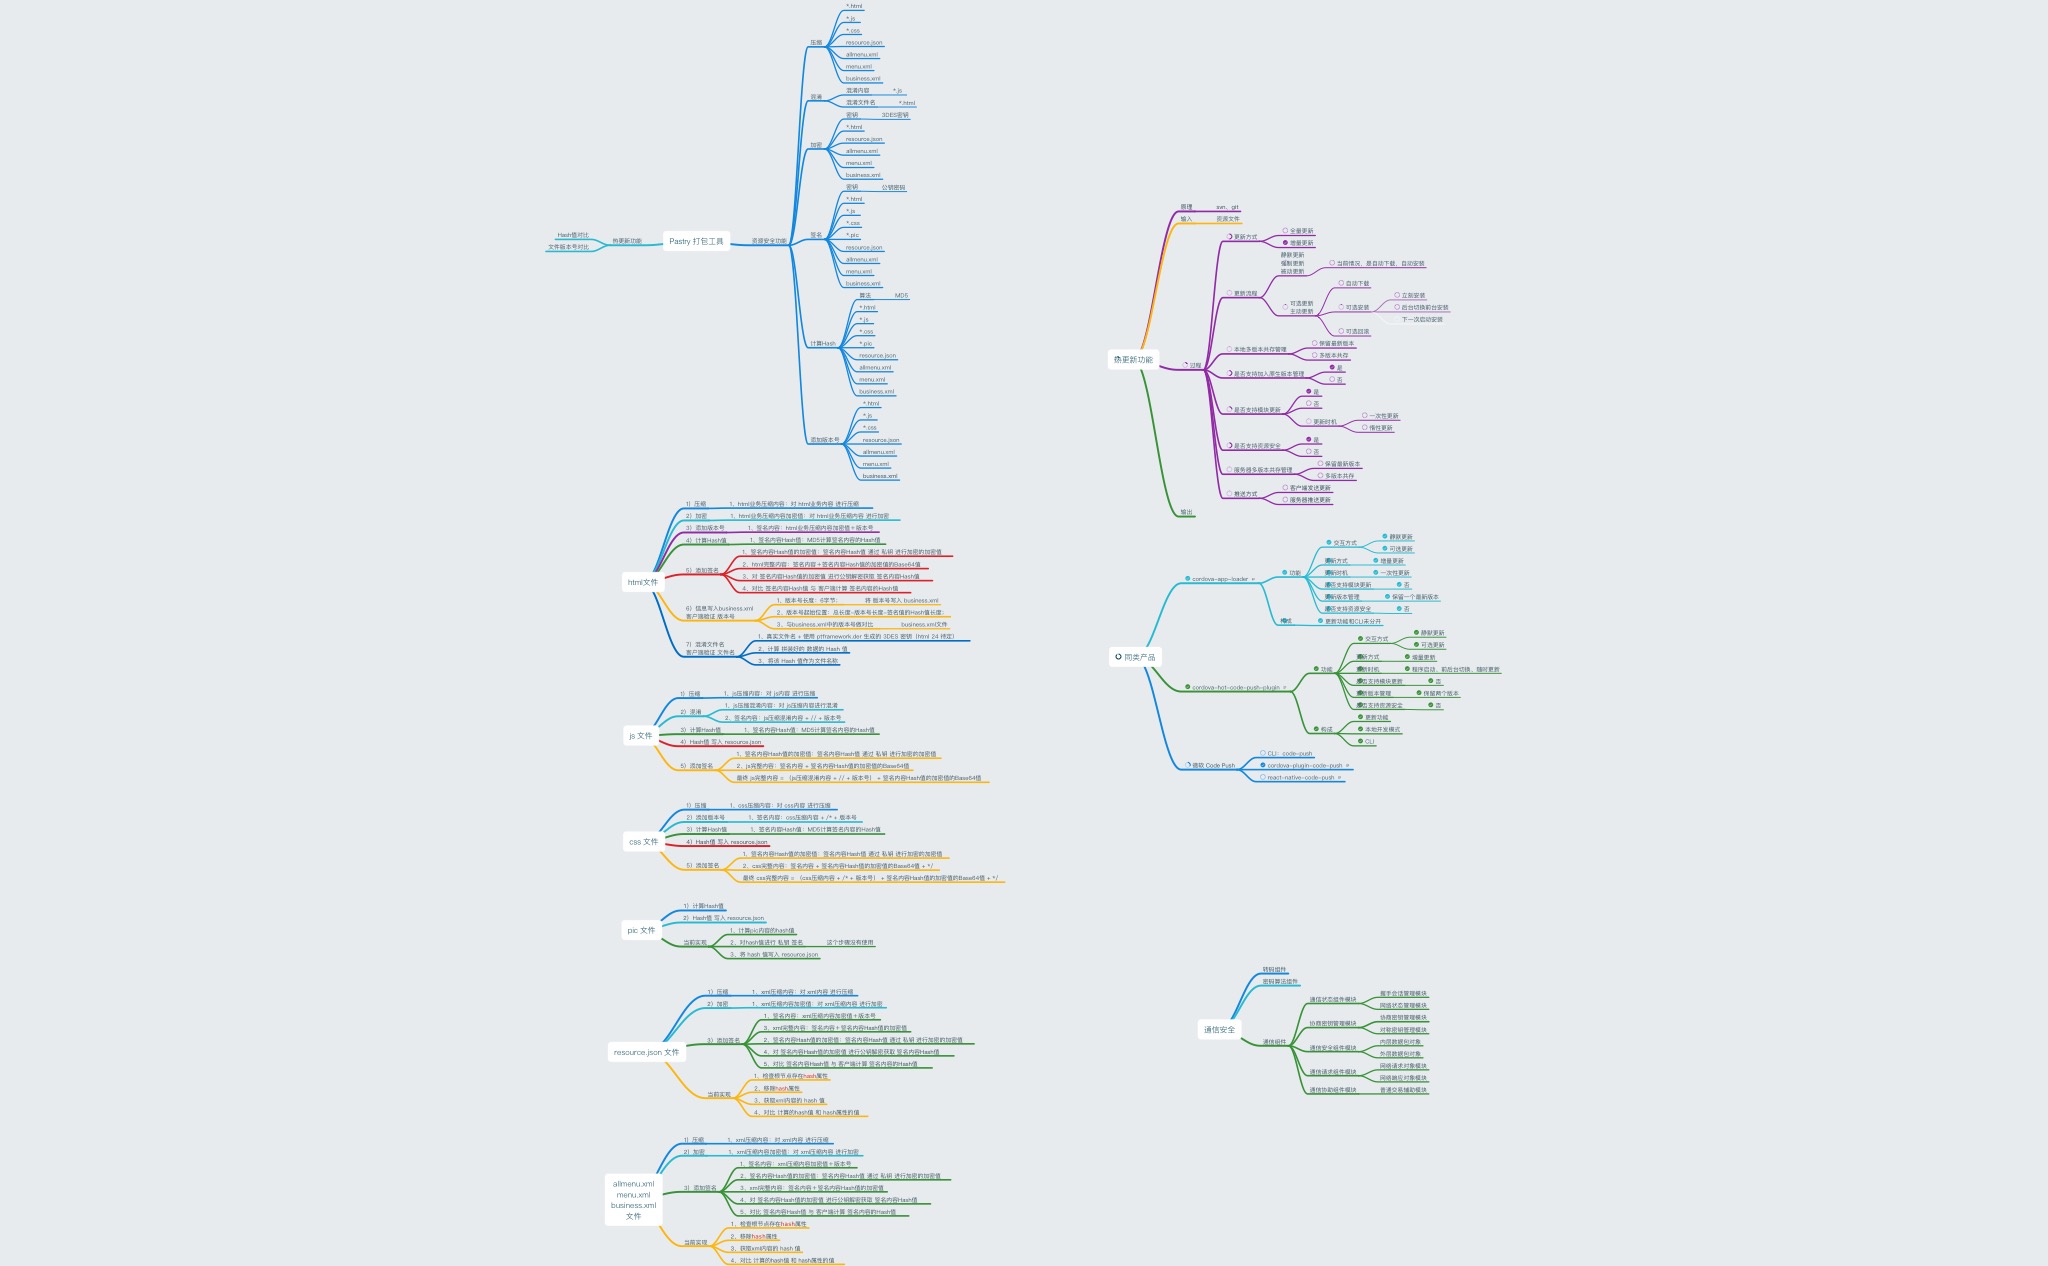 Pastry 打包工具
热更新功能
Hash值对比
文件版本号对比
资源安全功能
压缩
*.html
*.js
*.css
resource.json
allmenu.xml
menu.xml
business.xml
混淆
混淆内容
*.js
混淆文件名
*.html
加密
密钥
3DES密钥
*.html
resource.json
allmenu.xml
menu.xml
business.xml
签名
密钥
公钥密码
*.html
*.js
*.css
*.pic
resource.json
allmenu.xml
menu.xml
business.xml
计算Hash
算法
MD5
*.html
*.js
*.css
*.pic
resource.json
allmenu.xml
menu.xml
business.xml
添加版本号
*.html
*.js
*.css
resource.json
allmenu.xml
menu.xml
business.xml
html文件
1）压缩
1、html业务压缩内容：对 html业务内容 进行压缩
2）加密
1、html业务压缩内容加密值：对 html业务压缩内容 进行加密
3）添加版本号
1、签名内容：html业务压缩内容加密值＋版本号
4）计算Hash值
1、签名内容Hash值：MD5计算签名内容的Hash值
5）添加签名
1、签名内容Hash值的加密值：签名内容Hash值 通过 私钥 进行加密的加密值
2、html完整内容：签名内容＋签名内容Hash值的加密值的Base64值
3、对 签名内容Hash值的加密值 进行公钥解密获取 签名内容Hash值
4、对比 签名内容Hash值 与 客户端计算 签名内容的Hash值
6）信息写入business.xml
客户端验证 版本号
1、版本号长度：6字节；
将 版本号写入 business.xml
2、版本号起始位置：总长度-版本号长度-签名值的Hash值长度；
3、与business.xml中的版本号做对比
business.xml文件
7）混淆文件名
客户端验证 文件名
1、真实文件名 + 使用 ptframework.der 生成的 3DES 密钥（html 24 待定）
2、计算 拼装好的 数据的 Hash 值
3、将该 Hash 值作为文件名称
js 文件
1）压缩
1、js压缩内容：对 js内容 进行压缩
2）混淆
1、js压缩混淆内容：对 js压缩内容进行混淆
2、签名内容：js压缩混淆内容 + // + 版本号
3）计算Hash值
1、签名内容Hash值：MD5计算签名内容的Hash值
4）Hash值 写入 resource.json
5）添加签名
1、签名内容Hash值的加密值：签名内容Hash值 通过 私钥 进行加密的加密值
2、js完整内容：签名内容 + 签名内容Hash值的加密值的Base64值
最终 js完整内容 = （js压缩混淆内容 + // + 版本号） + 签名内容Hash值的加密值的Base64值
css 文件
1）压缩
1、css压缩内容：对 css内容 进行压缩
2）添加版本号
1、签名内容：css压缩内容 + /* + 版本号
3）计算Hash值
1、签名内容Hash值：MD5计算签名内容的Hash值
4）Hash值 写入 resource.json
5）添加签名
1、签名内容Hash值的加密值：签名内容Hash值 通过 私钥 进行加密的加密值
2、css完整内容：签名内容 + 签名内容Hash值的加密值的Base64值 + */
最终 css完整内容 = （css压缩内容 + /* + 版本号） + 签名内容Hash值的加密值的Base64值 + */
pic 文件
1）计算Hash值
2）Hash值 写入 resource.json
当前实现
1、计算pic内容的hash值
2、对hash值进行 私钥 签名
这个步骤没有使用
3、将 hash 值写入 resource.json
resource.json 文件
1）压缩
1、xml压缩内容：对 xml内容 进行压缩
2）加密
1、xml压缩内容加密值：对 xml压缩内容 进行加密
3）添加签名
1、签名内容：xml压缩内容加密值＋版本号
3、xml完整内容：签名内容＋签名内容Hash值的加密值
2、签名内容Hash值的加密值：签名内容Hash值 通过 私钥 进行加密的加密值
4、对 签名内容Hash值的加密值 进行公钥解密获取 签名内容Hash值
5、对比 签名内容Hash值 与 客户端计算 签名内容的Hash值
当前实现
1、检查根节点存在hash属性
2、移除hash属性
3、获取xml内容的 hash 值
4、对比 计算的hash值 和 hash属性的值
allmenu.xml
menu.xml
business.xml
文件
1）压缩
1、xml压缩内容：对 xml内容 进行压缩
2）加密
1、xml压缩内容加密值：对 xml压缩内容 进行加密
3）添加签名
1、签名内容：xml压缩内容加密值＋版本号
2、签名内容Hash值的加密值：签名内容Hash值 通过 私钥 进行加密的加密值
3、xml完整内容：签名内容＋签名内容Hash值的加密值
4、对 签名内容Hash值的加密值 进行公钥解密获取 签名内容Hash值
5、对比 签名内容Hash值 与 客户端计算 签名内容的Hash值
当前实现
1、检查根节点存在hash属性
2、移除hash属性
3、获取xml内容的 hash 值
4、对比 计算的hash值 和 hash属性的值
热更新功能
原理
svn、git
输入
资源文件
过程
更新方式
全量更新
增量更新
更新流程
静默更新
强制更新
被动更新
当前情况，是自动下载，自动安装
可选更新
主动更新
自动下载
可选安装
立刻安装
后台切换前台安装
下一次启动安装
可选回滚
本地多版本共存管理
保留最新版本
多版本共存
是否支持加入原生版本管理
是
否
是否支持模块更新
是
否
更新时机
一次性更新
惰性更新
是否支持资源安全
是
否
服务器多版本共存管理
保留最新版本
多版本共存
推送方式
客户端发送更新
服务器推送更新
输出
同类产品
cordova-app-loader
功能
交互方式
静默更新
可选更新
新方式
增量更新
新时机
一次性更新
否支持模块更新
否
新版本管理
保留一个最新版本
否支持资源安全
否
更新功能和CLI未分开
cordova-hot-code-push-plugin
功能
交互方式
静默更新
可选更新
新方式
增量更新
新时机
程序启动、前后台切换、随时更新
否支持模块更新
否
新版本管理
保留两个版本
否支持资源安全
否
构成
更新功能
本地开发模式
CLI
微软 Code Push
CLI：code-push
cordova-plugin-code-push
react-native-code-push
通信安全
转码组件
密码算法组件
通信组件
通信状态组件模块
握手会话管理模块
网络状态管理模块
协商密钥管理模块
协商密钥管理模块
对称密钥管理模块
通信安全组件模块
内层数据包对象
外层数据包对象
通信请求组件模块
网络请求对象模块
网络响应对象模块
通信协助组件模块
普通交易辅助模块